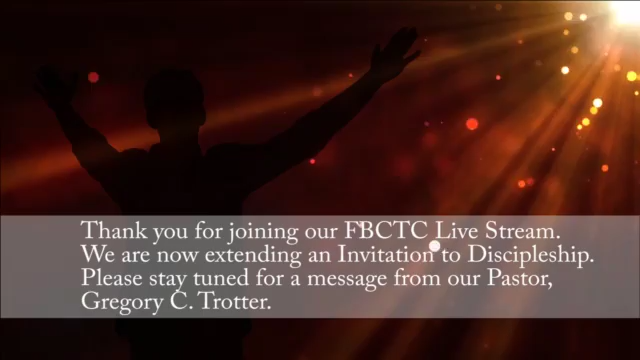 Thank you for joining our FBCTC Live Stream.
We are now extending an Invitation to Discipleship.
Please stay tuned for a message from our Pastor,
Gregory C. Trotter.